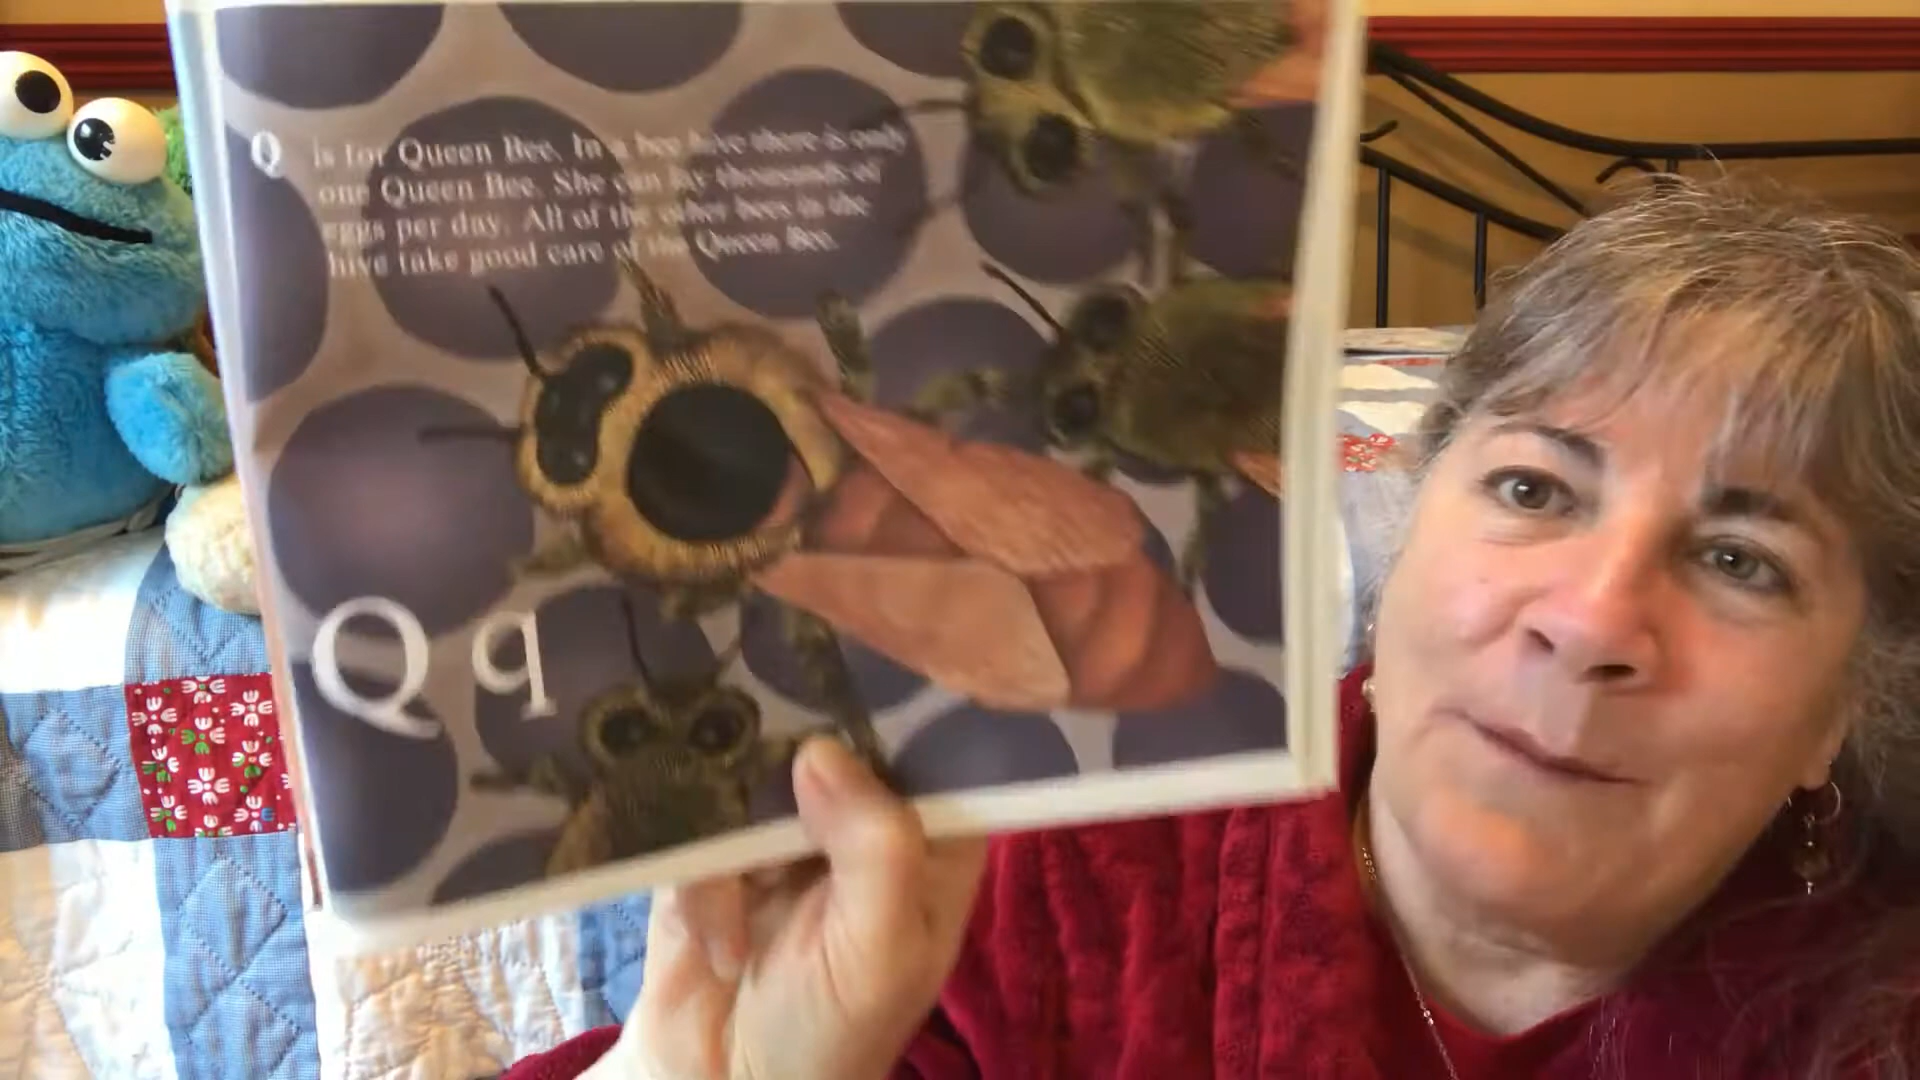 Q is for Queen Bee. In a bee hive there is only
one Queen Bee. She can lay thousands of
eggs per day. All of the other bees in the
hive take good care of the Queen Bee.
Q q